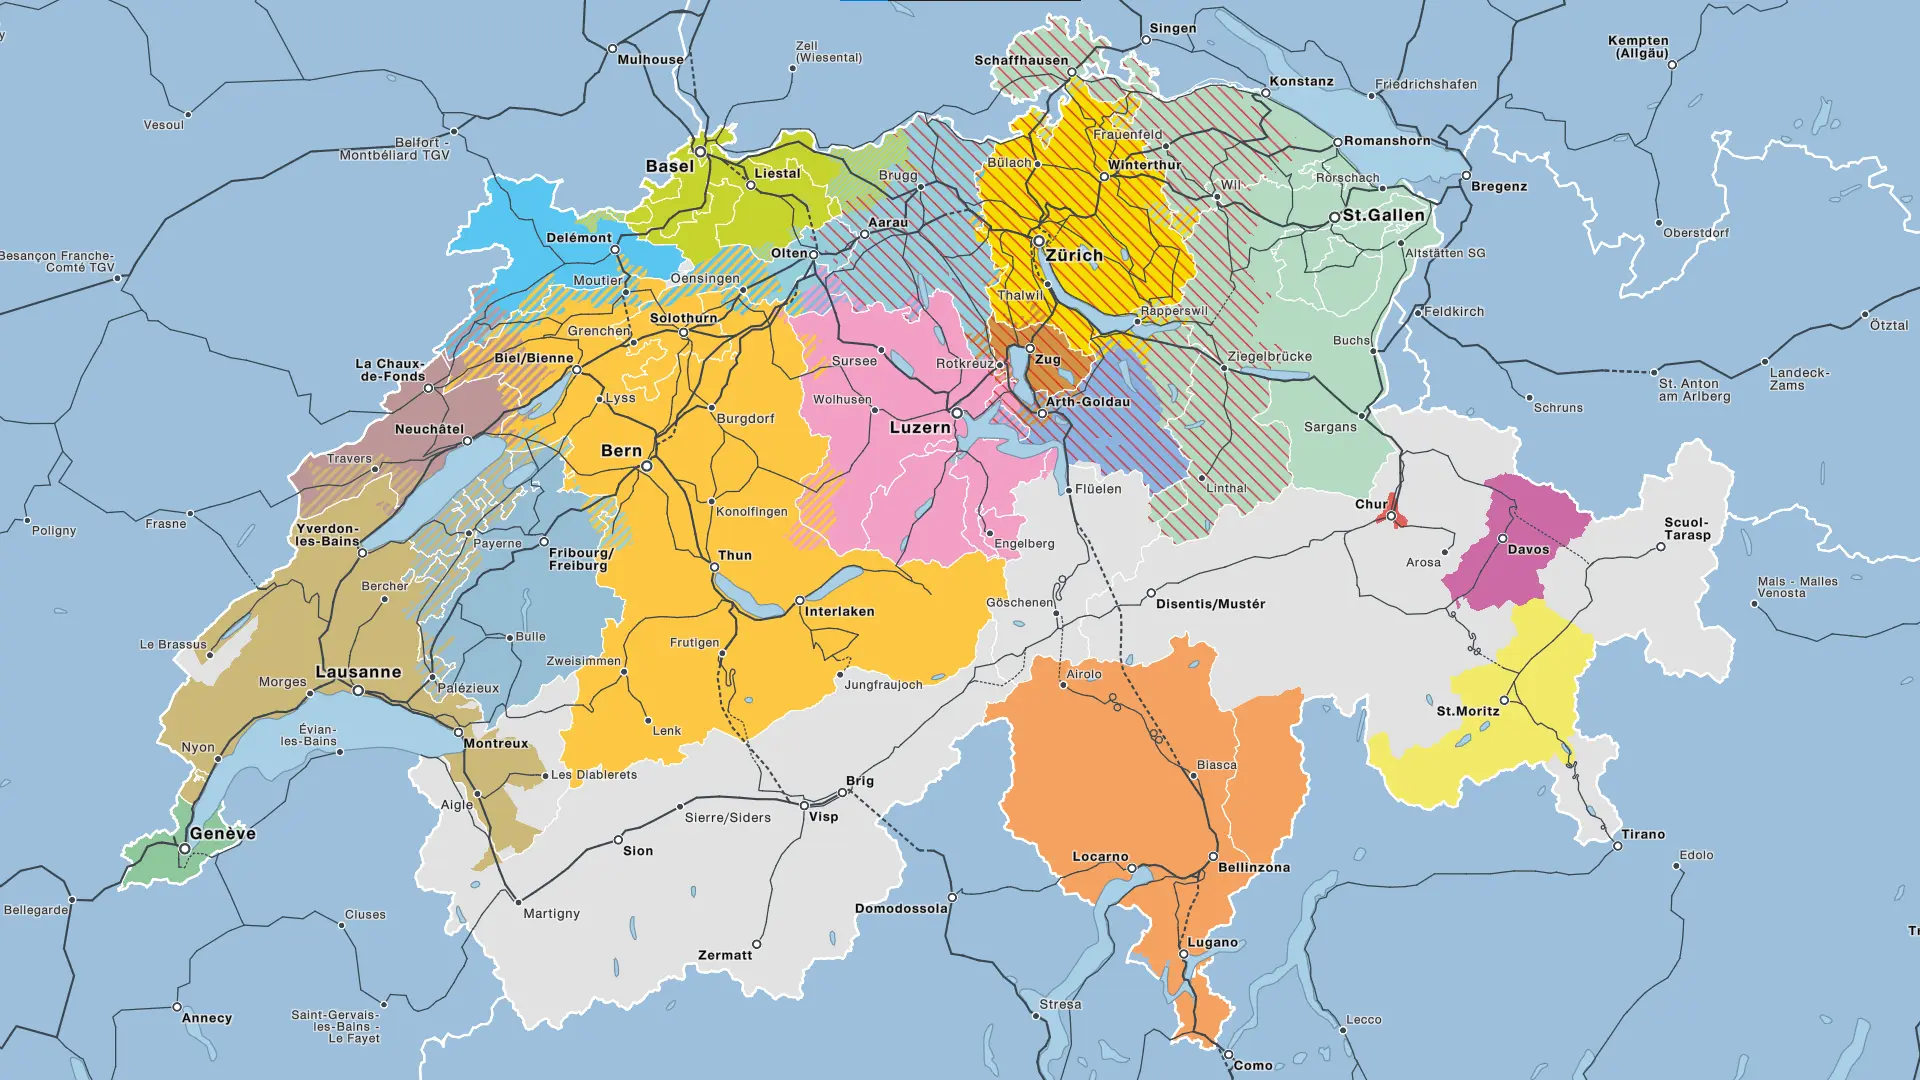 Singen
Mulhouse
Zell
(Wiesental)
Kempten
(Allgäu)
Schaffhausen
Konstanz
Friedrichshafen
Vesoul
Belfort -
Montbéliard TGV
Frauenfeld
Romanshorn
Basel
Liestal
Brugg
Bülach
Winterthur
Wil
Rorschach
Bregenz
Aarau
St.Gallen
Oberstdorf
Delémont
Olten
Zürich
Altstätten SG
Besançon Franche-
Comté TGV
Moutier
Oensingen
Thalwil
Rapperswil
Feldkirch
Ötztal
Solothurn
Grenchen
Buchs
La Chaux-
de-Fonds
Biel/Bienne
Sursee
Rotkreuz
Zug
Ziegelbrücke
Landeck-
Zams
St. Anton
am Arlberg
Lyss
Burgdorf
Wolhusen
Arth-Goldau
Schruns
Neuchâtel
Luzern
Sargans
Travers
Bern
Flüelen
Linthal
Chur
Poligny
Frasne
Yverdon-
les-Bains
Payerne
Konolfingen
Engelberg
Scuol-
Tarasp
Fribourg/
Freiburg
Thun
Davos
Arosa
Bercher
Interlaken
Göschenen
Disentis/Mustér
Mals - Malles
Venosta
Le Brassus
Bulle
Frutigen
Zweisimmen
Lausanne
Morges
Palézieux
Jungfraujoch
Airolo
St.Moritz
Lenk
Évian-
les-Bains
Nyon
Montreux
Les Diablerets
Biasca
Brig
Aigle
Sierre/Siders
Visp
Genève
Tirano
Sion
Locarno
Bellinzona
Edolo
Bellegarde
Cluses
Martigny
Domodossola
Lugano
Zermatt
Annecy
Saint-Gervais-
les-Bains -
Le Fayet
Stresa
Lecco
Como